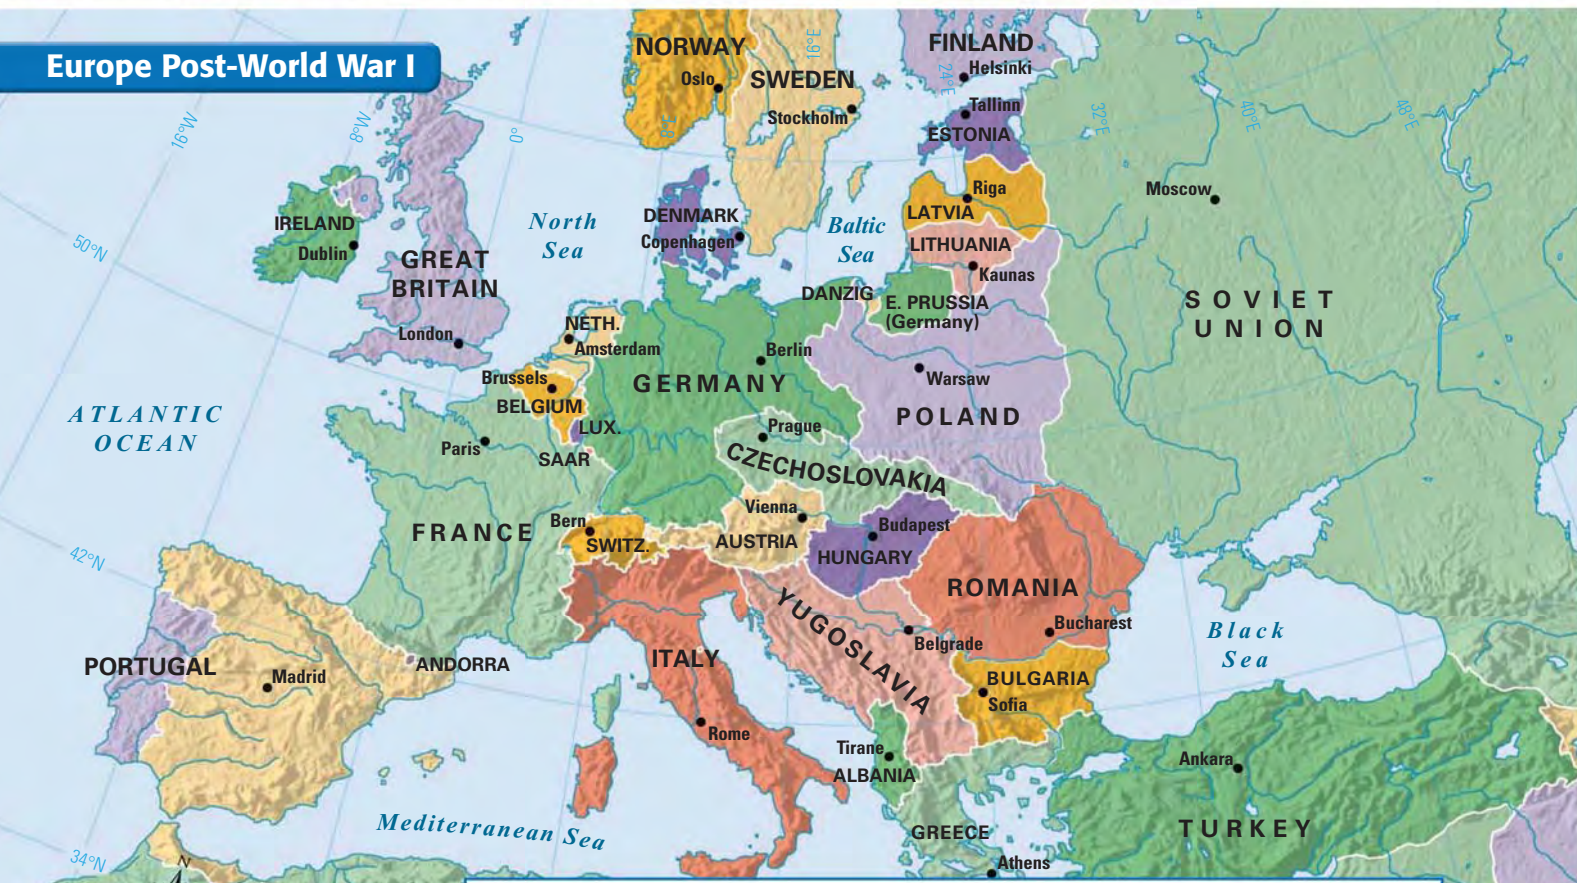 Europe Post-World War I
NORWAY
Oslo
SWEDEN
Stockholm
16°E
FINLAND
Helsinki
24°E
Tallinn
ESTONIA
32°E
40°E
48°E
16°W
8°W
0°
8°
Riga
LATVIA
Moscow
IRELAND
Dublin
North
Sea
DENMARK
Copenhagen
Baltic
Sea
LITHUANIA
Kaunas
50°N
GREAT
BRITAIN
London
DANZIG
E. PRUSSIA
(Germany)
SOVIET
UNION
NETH.
Amsterdam
Berlin
GERMANY
Warsaw
POLAND
Brussels
BELGIUM
LUX.
SAAR
ATLANTIC
OCEAN
Paris
Prague
CZECHOSLOVAKIA
FRANCE
Bern
SWITZ.
Vienna
AUSTRIA
Budapest
HUNGARY
42°N
ROMANIA
Bucharest
YUGOSLAVIA
Belgrade
Black
Sea
PORTUGAL
Madrid
ANDORRA
ITALY
Rome
BULGARIA
Sofia
Tirane
ALBANIA
Ankara
TURKEY
Mediterranean Sea
GREECE
Athens
34°N
N